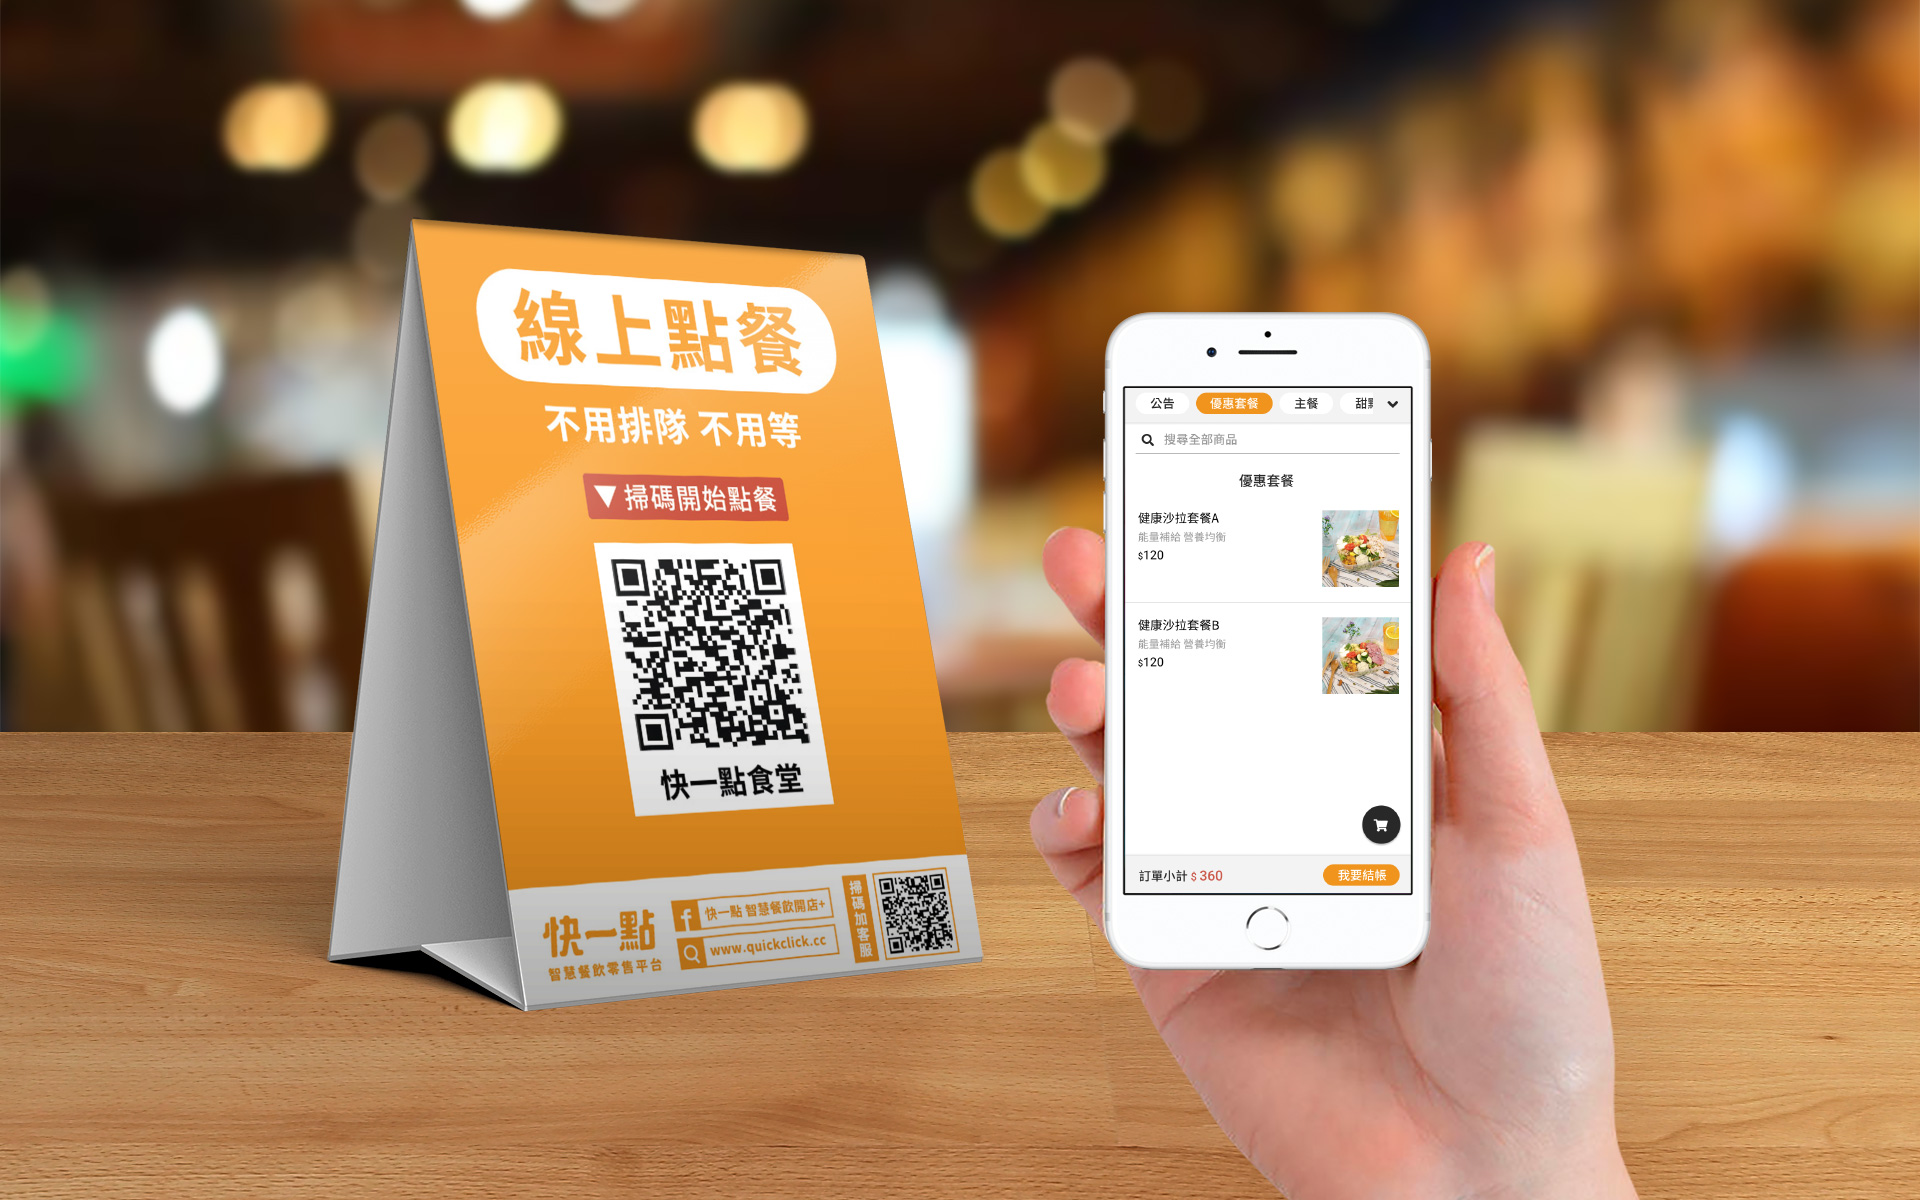 線上點餐
不用排隊 不用等
▼掃碼開始點餐
快一點食堂
快一點
智慧餐飲零售平台
快一點 智慧餐飲開店+
www.quickclick.cc
掃碼加客服
公告
優惠套餐
主餐
搜尋全部商品
優惠套餐
健康沙拉套餐A
能量補給 營養均衡
$120
健康沙拉套餐B
能量補給 營養均衡
$120
訂單小計 $ 360
我要結帳